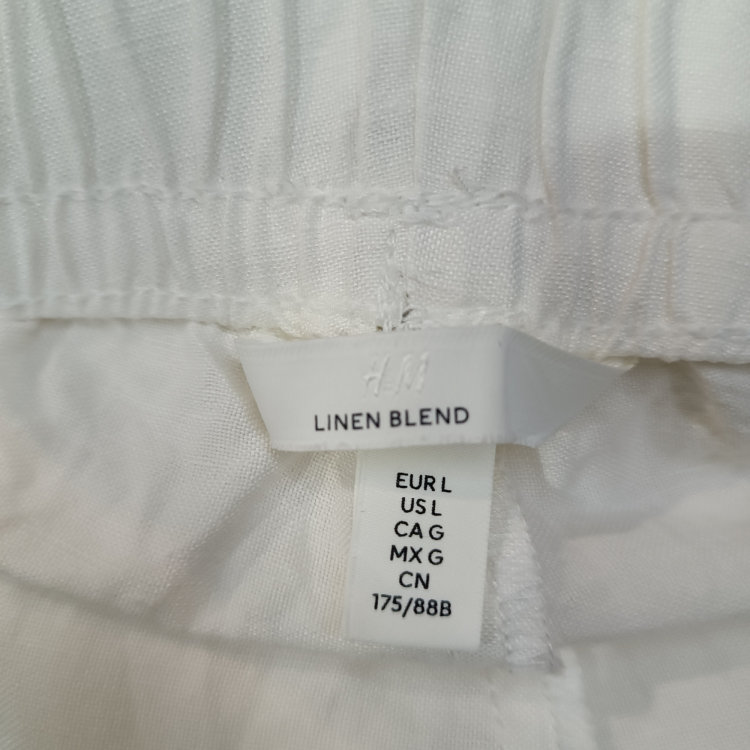 H&M
LINEN BLEND
EUR L
US L
CA G
MX G
CN
175/88B